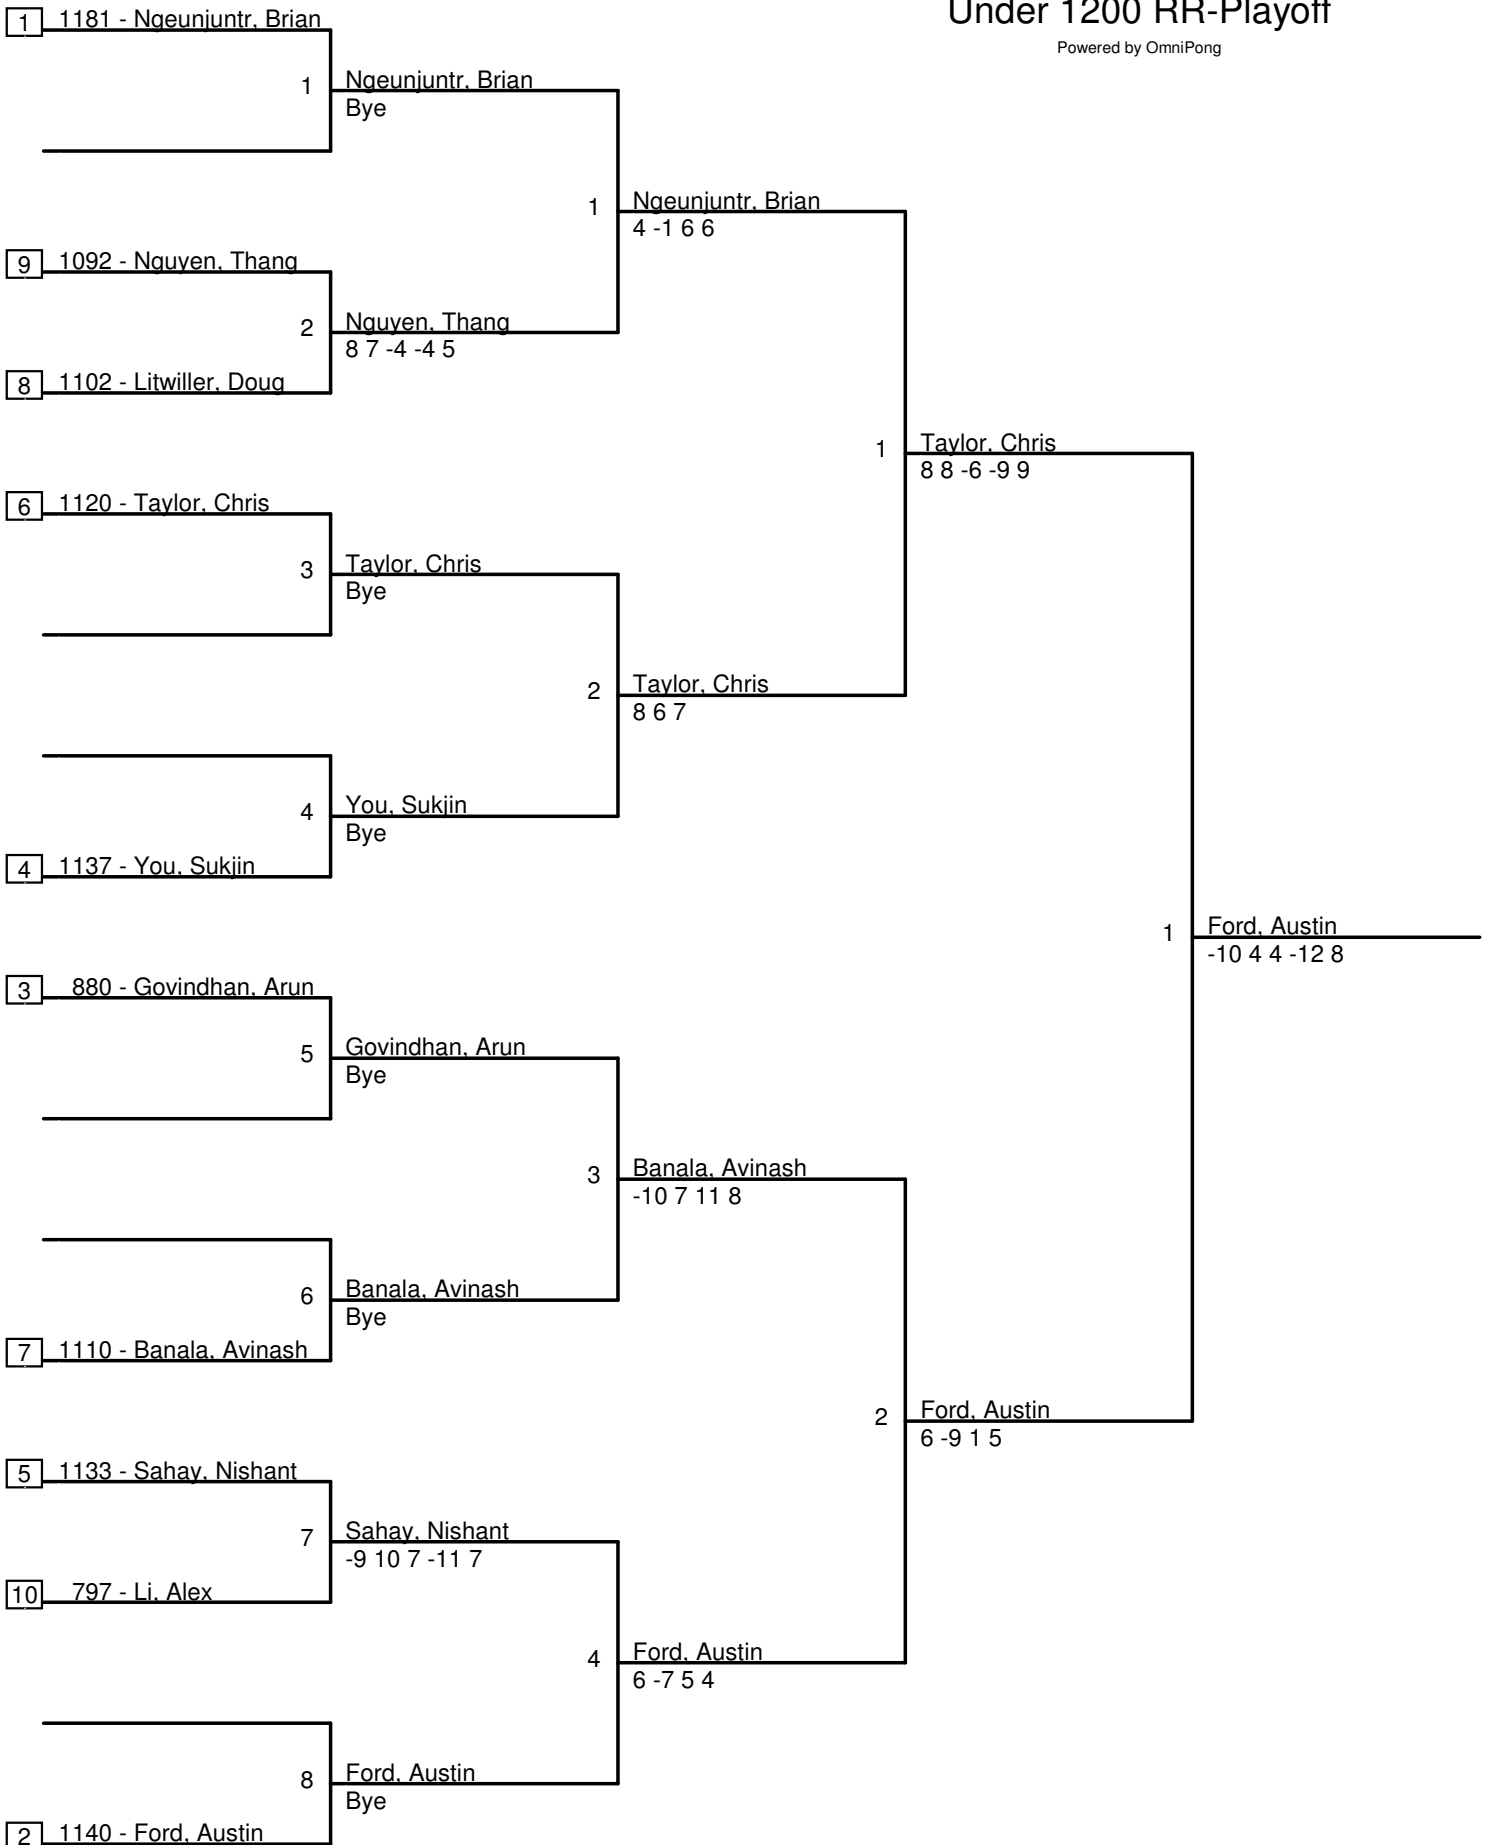 Under 1200 RR-Playoff
Powered by OmniPong
1 1181 - Ngeunjuntr, Brian
1 Ngeunjuntr, Brian
Bye
1 Ngeunjuntr, Brian
4 -1 6 6
9 1092 - Nguyen, Thang
2 Nguyen, Thang
8 7 -4 -4 5
8 1102 - Litwiller, Doug
1 Taylor, Chris
8 8 -6 -9 9
6 1120 - Taylor, Chris
3 Taylor, Chris
Bye
2 Taylor, Chris
8 6 7
4 You, Sukjin
Bye
4 1137 - You, Sukjin
1 Ford, Austin
-10 4 4 -12 8
3 880 - Govindhan, Arun
5 Govindhan, Arun
Bye
3 Banala, Avinash
-10 7 11 8
6 Banala, Avinash
Bye
7 1110 - Banala, Avinash
2 Ford, Austin
6 -9 1 5
5 1133 - Sahay, Nishant
7 Sahay, Nishant
-9 10 7 -11 7
10 797 - Li, Alex
4 Ford, Austin
6 -7 5 4
8 Ford, Austin
Bye
2 1140 - Ford, Austin